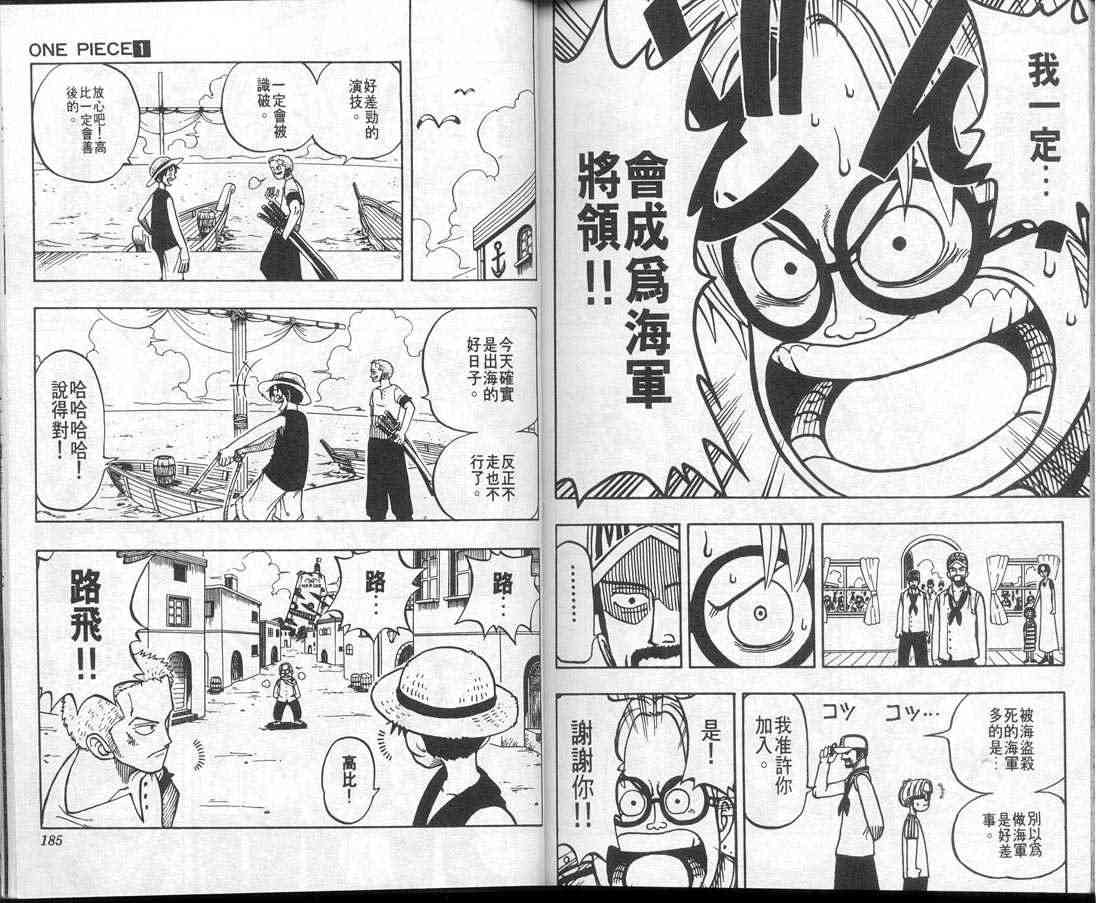 我一定…
會成爲海軍
將領!!
M
………
被海盜殺
死的海軍
多的是…
別以爲
做海軍
是好差
事。
コツ…
コツ
我准許你
加入。
是！
謝謝你!!
ONE PIECE 1
好差勁的
演技。
一定會被
識破。
放心吧！高
比一定會善
後的。
今天確實
是出海的
好日子。
反正不
走也不
行了。
哈哈哈哈！
說得對！
路…
路…
路飛!!
MARINE
高比！
185